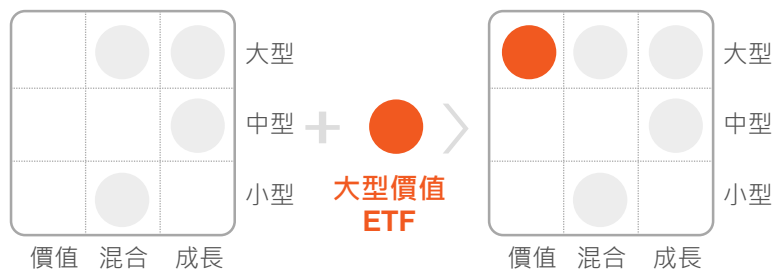 大型
中型
小型
價值 混合 成長
+
大型價值
ETF
大型
中型
小型
價值 混合 成長